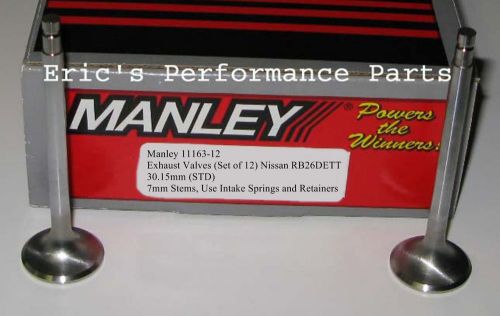 Eric's Performance Parts
MANLEY®
Powers
the
Winners!
Manley 11163-12
Exhaust Valves (Set of 12) Nissan RB26DETT
30.15mm (STD)
7mm Stems, Use Intake Springs and Retainers